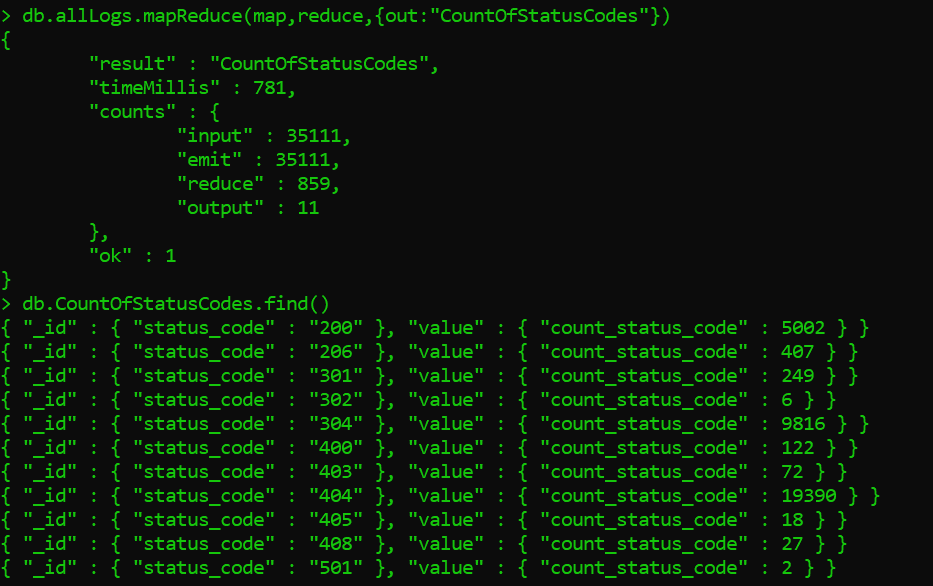 > db.allLogs.mapReduce(map,reduce,{out:"CountOfStatusCodes"})
{
        "result" : "CountOfStatusCodes",
        "timeMillis" : 781,
        "counts" : {
                "input" : 35111,
                "emit" : 35111,
                "reduce" : 859,
                "output" : 11
        },
        "ok" : 1
}
> db.CountOfStatusCodes.find()
{ "_id" : { "status_code" : "200" }, "value" : { "count_status_code" : 5002 } }
{ "_id" : { "status_code" : "206" }, "value" : { "count_status_code" : 407 } }
{ "_id" : { "status_code" : "301" }, "value" : { "count_status_code" : 249 } }
{ "_id" : { "status_code" : "302" }, "value" : { "count_status_code" : 6 } }
{ "_id" : { "status_code" : "304" }, "value" : { "count_status_code" : 9816 } }
{ "_id" : { "status_code" : "400" }, "value" : { "count_status_code" : 122 } }
{ "_id" : { "status_code" : "403" }, "value" : { "count_status_code" : 72 } }
{ "_id" : { "status_code" : "404" }, "value" : { "count_status_code" : 19390 } }
{ "_id" : { "status_code" : "405" }, "value" : { "count_status_code" : 18 } }
{ "_id" : { "status_code" : "408" }, "value" : { "count_status_code" : 27 } }
{ "_id" : { "status_code" : "501" }, "value" : { "count_status_code" : 2 } }